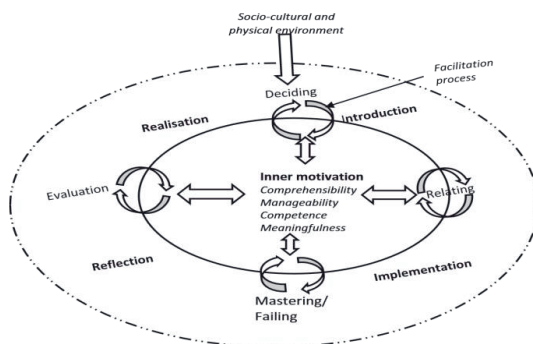 Socio-cultural and
physical environment
Facilitation
process
Deciding
Realisation
Introduction
Inner motivation
Comprehensibility
Manageability
Competence
Meaningfulness
Evaluation
Relating
Reflection
Implementation
Mastering/
Failing